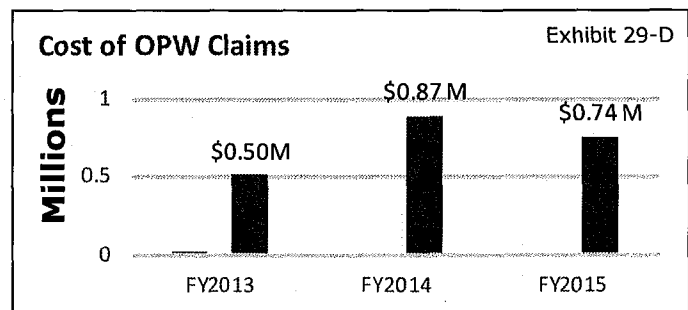 Cost of OPW Claims
Exhibit 29-D
Millions
1
0.5
0
$0.50M
$0.87 M
$0.74 M
FY2013
FY2014
FY2015